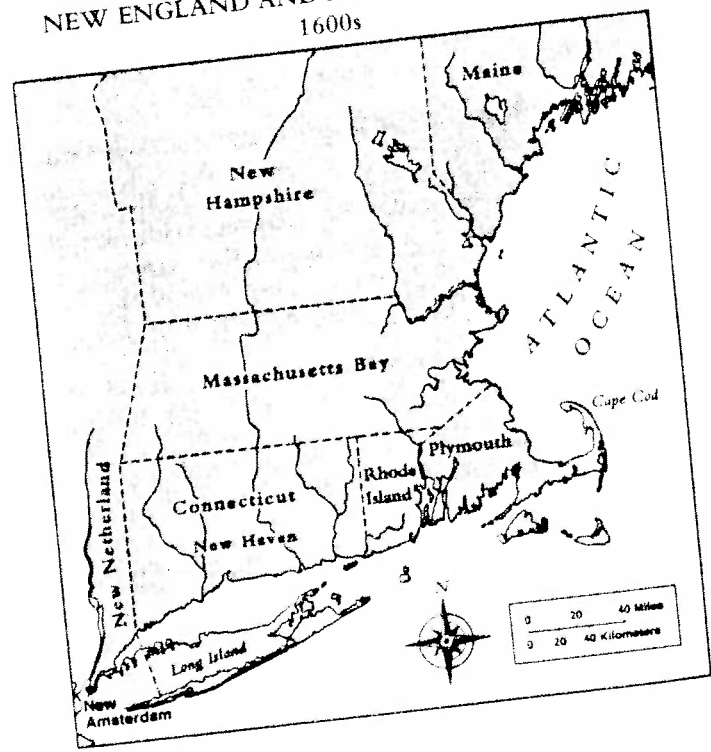 NEW ENGLAND AND
1600s
Maine
New
Hampshire
ATLANTIC
OCEAN
Massachusetts Bay
Cape Cod
Plymouth
Rhode
Island
Connecticut
New Haven
New Netherland
Long Island
New
Amsterdam
N
0 20 40 Miles
0 20 40 Kilometers